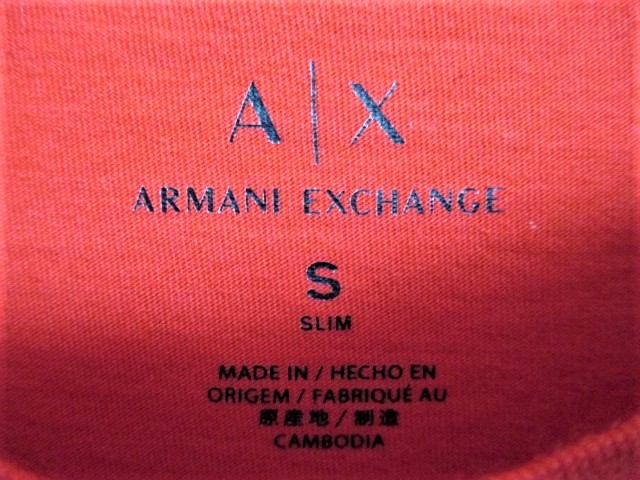 A|X
ARMANI EXCHANGE
S
SLIM
MADE IN / HECHO EN
ORIGEM / FABRIQUÉ AU
原産地 / 制造
CAMBODIA